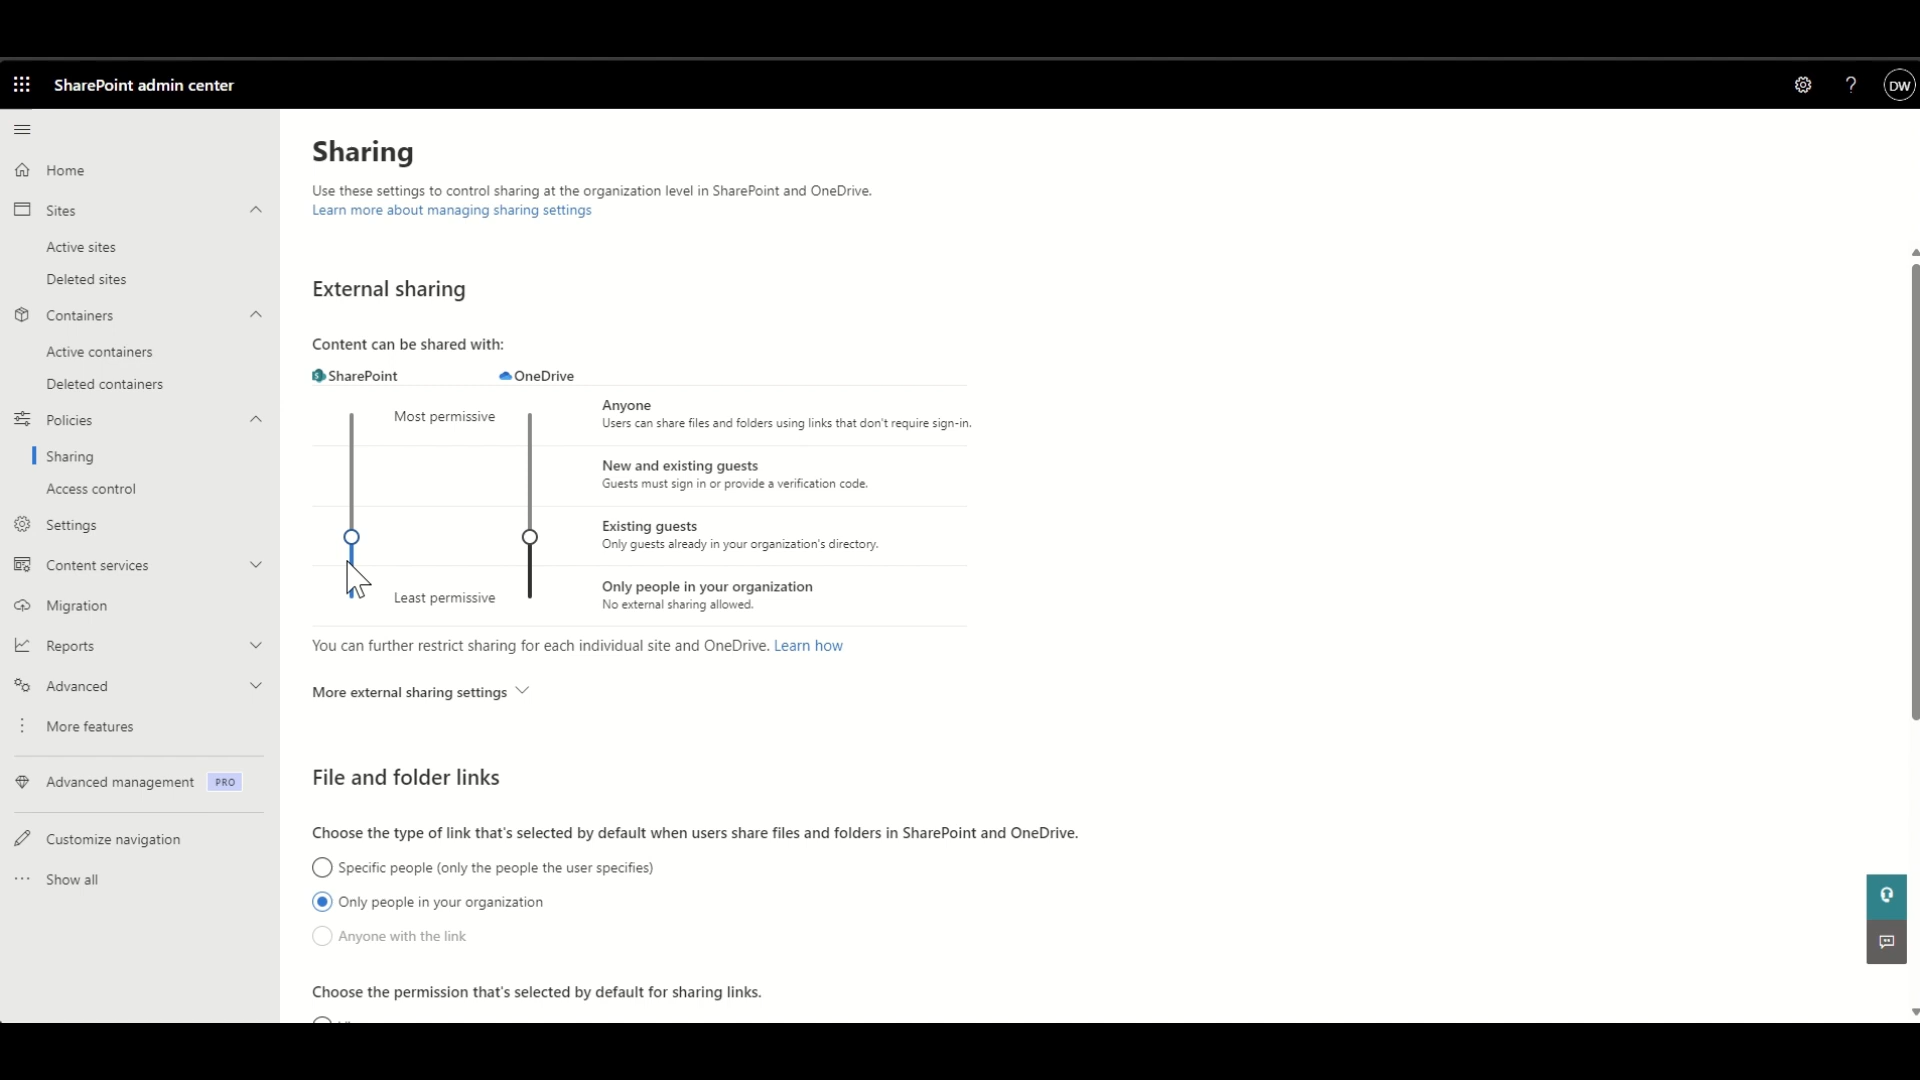 SharePoint admin center
DW
Home
Sites
Active sites
Deleted sites
Containers
Active containers
Deleted containers
Policies
Sharing
Access control
Settings
Content services
Migration
Reports
Advanced
More features
Advanced management PRO
Customize navigation
Show all
Sharing
Use these settings to control sharing at the organization level in SharePoint and OneDrive.
Learn more about managing sharing settings
External sharing
Content can be shared with:
SharePoint
OneDrive
Most permissive
Anyone
Users can share files and folders using links that don't require sign-in.
New and existing guests
Guests must sign in or provide a verification code.
Existing guests
Only guests already in your organization's directory.
Least permissive
Only people in your organization
No external sharing allowed.
You can further restrict sharing for each individual site and OneDrive. Learn how
More external sharing settings
File and folder links
Choose the type of link that's selected by default when users share files and folders in SharePoint and OneDrive.
Specific people (only the people the user specifies)
Only people in your organization
Anyone with the link
Choose the permission that's selected by default for sharing links.